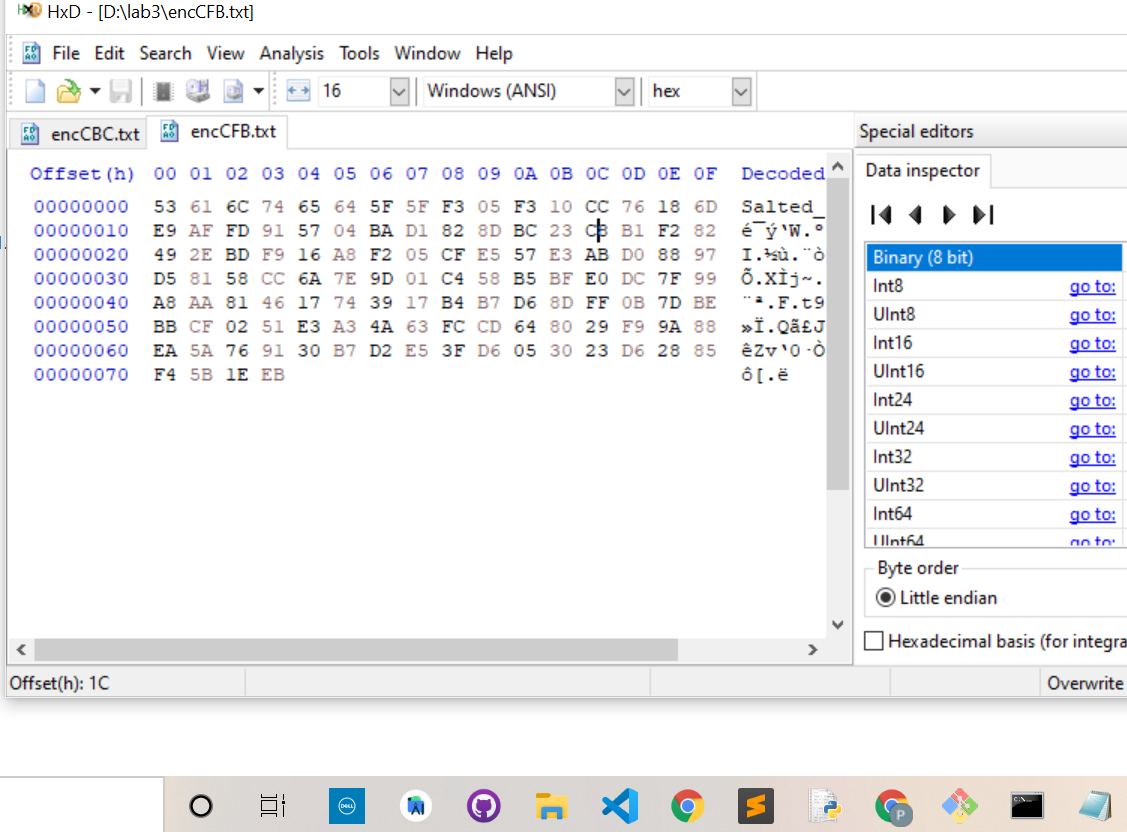 HxD - [D:\lab3\encCFB.txt]
File Edit Search View Analysis Tools Window Help
16 Windows (ANSI) hex
encCBC.txt encCFB.txt
Offset(h) 00 01 02 03 04 05 06 07 08 09 0A 0B 0C 0D 0E 0F Decoded
00000000 53 61 6C 74 65 64 5F 5F F3 05 F3 10 CC 76 18 6D Salted_
00000010 E9 AF FD 91 57 04 BA D1 82 8D BC 23 CB B1 F2 82 é¯ý‘W.º
00000020 49 2E BD F9 16 A8 F2 05 CF E5 57 E3 AB D0 88 97 I.½ù.¨ò
00000030 D5 81 58 CC 6A 7E 9D 01 C4 58 B5 BF E0 DC 7F 99 Õ.XÌj~.
00000040 A8 AA 81 46 17 74 39 17 B4 B7 D6 8D FF 0B 7D BE ¨ª.F.t9
00000050 BB CF 02 51 E3 A3 4A 63 FC CD 64 80 29 F9 9A 88 »Ï.Qã£J
00000060 EA 5A 76 91 30 B7 D2 E5 3F D6 05 30 23 D6 28 85 êZv‘0·Ò
00000070 F4 5B 1E EB ô[.ë
Offset(h): 1C
Overwrite
Special editors
Data inspector
Binary (8 bit)
Int8 go to:
UInt8 go to:
Int16 go to:
UInt16 go to:
Int24 go to:
UInt24 go to:
Int32 go to:
UInt32 go to:
Int64 go to:
UInt64 go to:
Byte order
Little endian
Hexadecimal basis (for integra
DELL
P